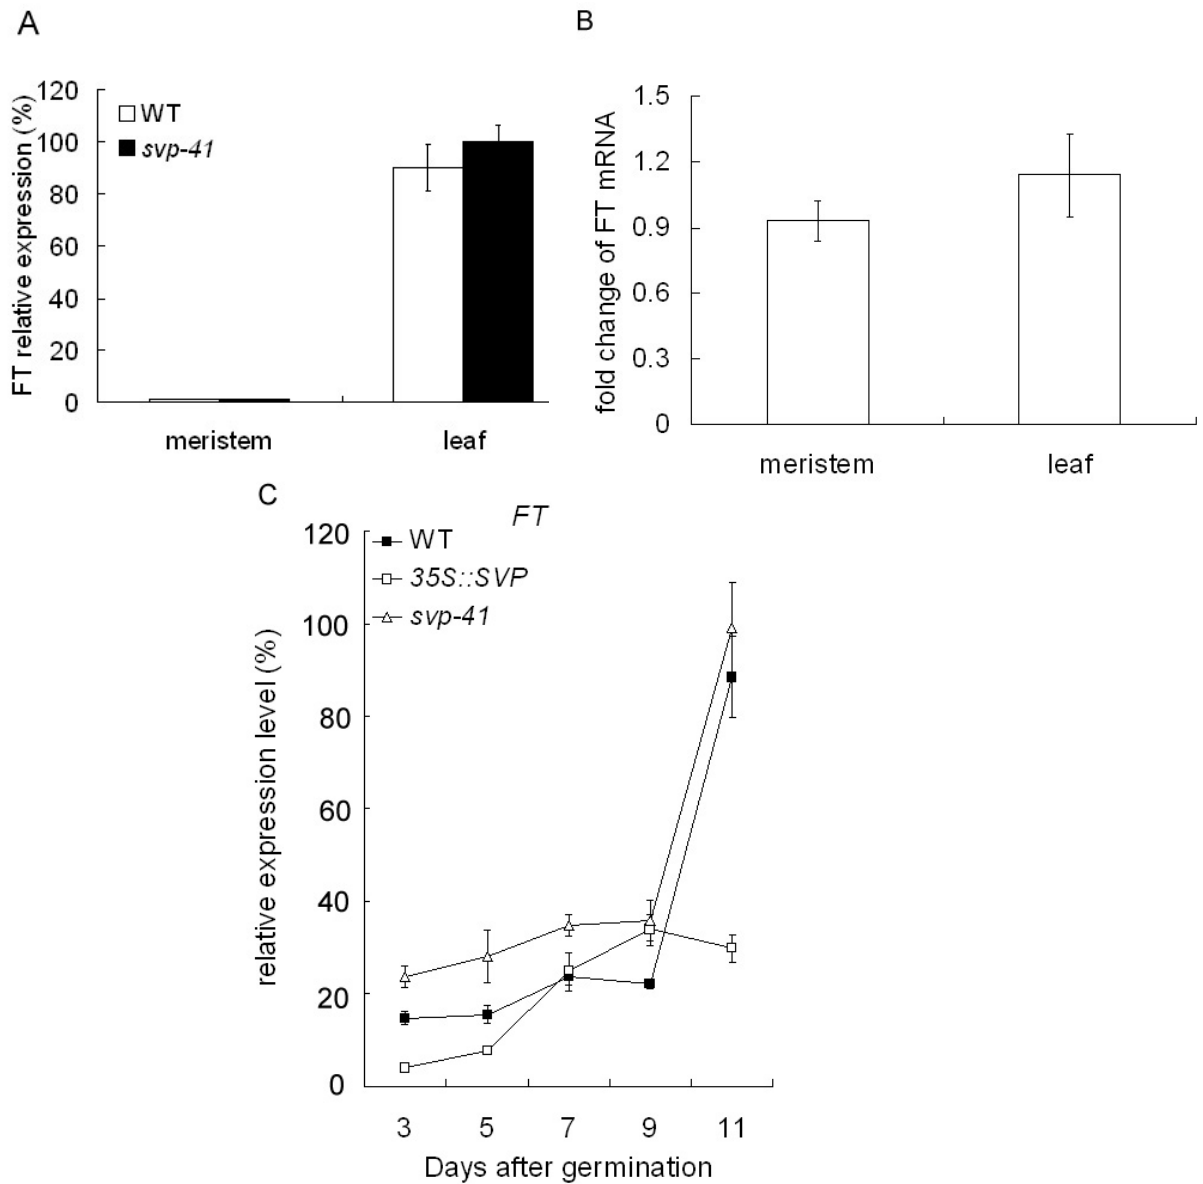 A
FT relative expression (%)
120
100
80
60
40
20
0
WT
svp-41
meristem leaf
B
fold change of FT mRNA
1.5
1.2
0.9
0.6
0.3
0
meristem leaf
C
FT
relative expression level (%)
120
100
80
60
40
20
0
WT
35S::SVP
svp-41
3 5 7 9 11
Days after germination